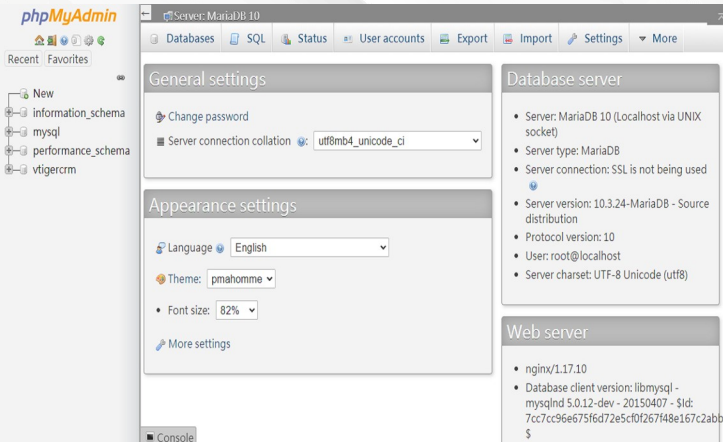 phpMyAdmin
Recent Favorites
New
information_schema
mysql
performance_schema
vtigercrm
Server: MariaDB 10
Databases SQL Status User accounts Export Import Settings More
General settings
Change password
Server connection collation : utf8mb4_unicode_ci
Appearance settings
Language English
Theme: pmahomme
Font size: 82%
More settings
Console
Database server
Server: MariaDB 10 (Localhost via UNIX
socket)
Server type: MariaDB
Server connection: SSL is not being used
Server version: 10.3.24-MariaDB - Source
distribution
Protocol version: 10
User: root@localhost
Server charset: UTF-8 Unicode (utf8)
Web server
nginx/1.17.10
Database client version: libmysql -
mysqlnd 5.0.12-dev - 20150407 - $Id:
7cc7cc96e675f6d72e5cf0f267f48e167c2abb
$